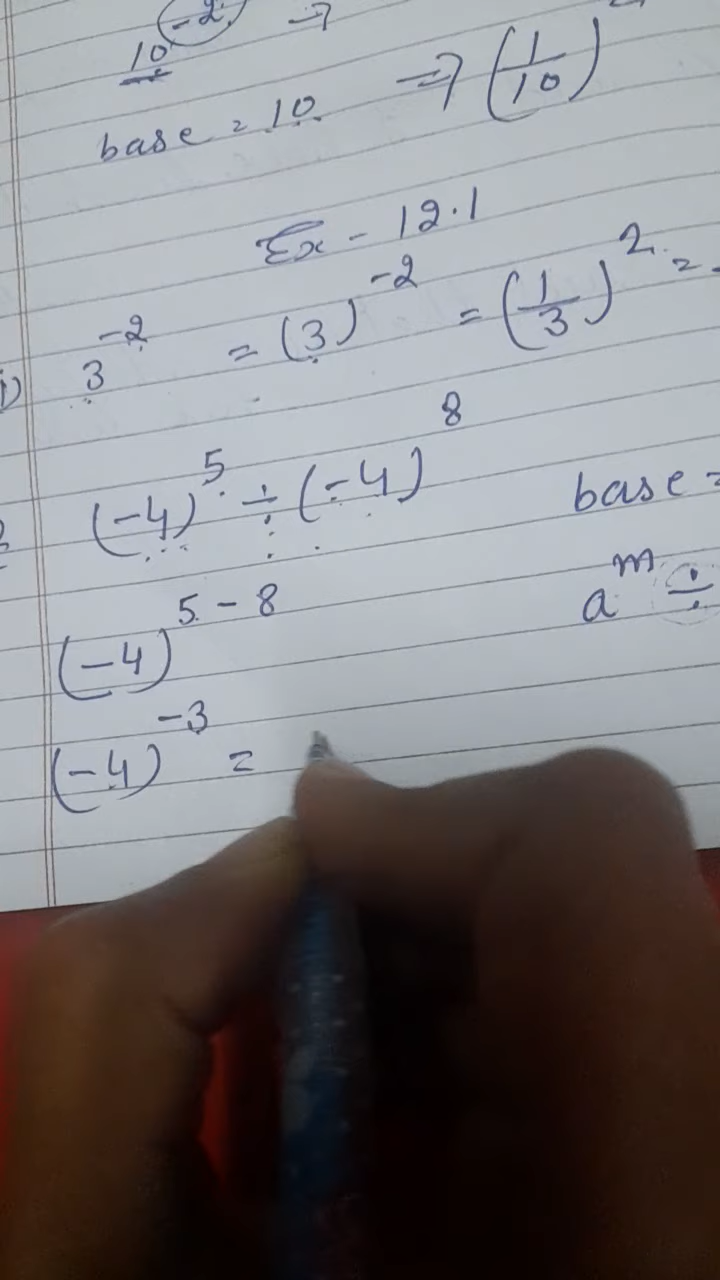 10^-2 ⇒
base = 10 ⇒ (1/10)
Ex - 12.1
i) 3^-2 = (3)^-2 = (1/3)^2 =
(-4)^5 ÷ (-4)^8 base =
(-4)^5-8 a^m ÷
(-4)^-3 =